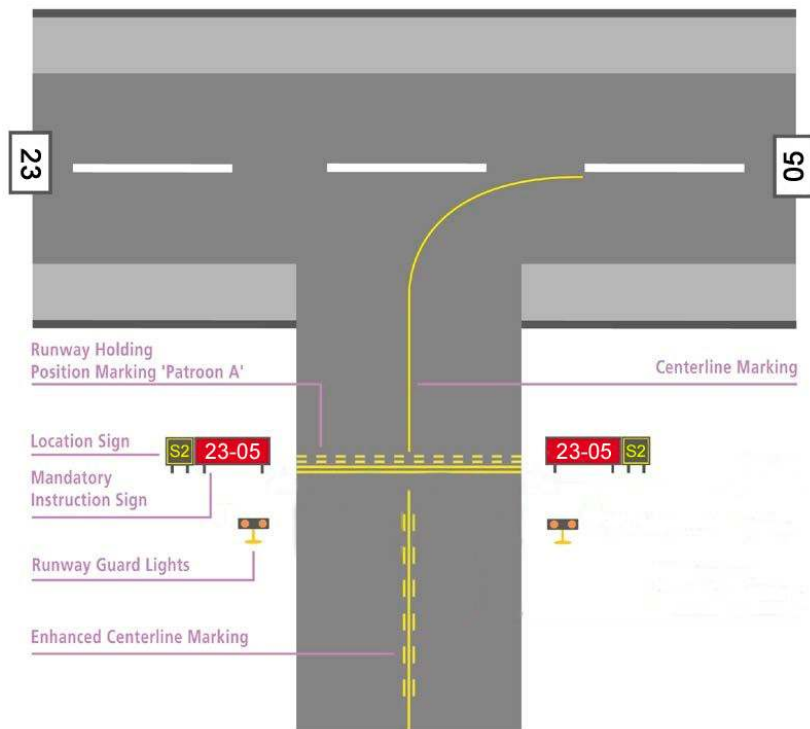 23
05
Runway Holding
Position Marking 'Patroon A'
Centerline Marking
Location Sign
S2 23-05
23-05 S2
Mandatory
Instruction Sign
Runway Guard Lights
Enhanced Centerline Marking